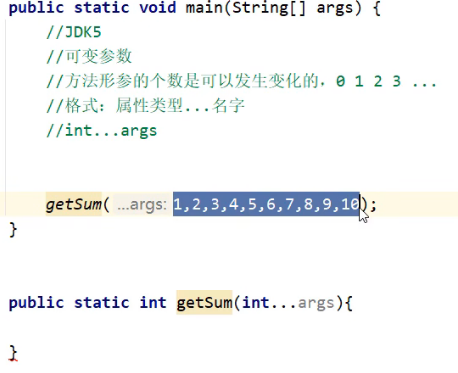 public static void main(String[] args) {
//JDK5
//可变参数
//方法形参的个数是可以发生变化的，0 1 2 3 ...
//格式：属性类型...名字
//int...args
getSum( ...args: 1,2,3,4,5,6,7,8,9,10);
}
public static int getSum(int...args){
}